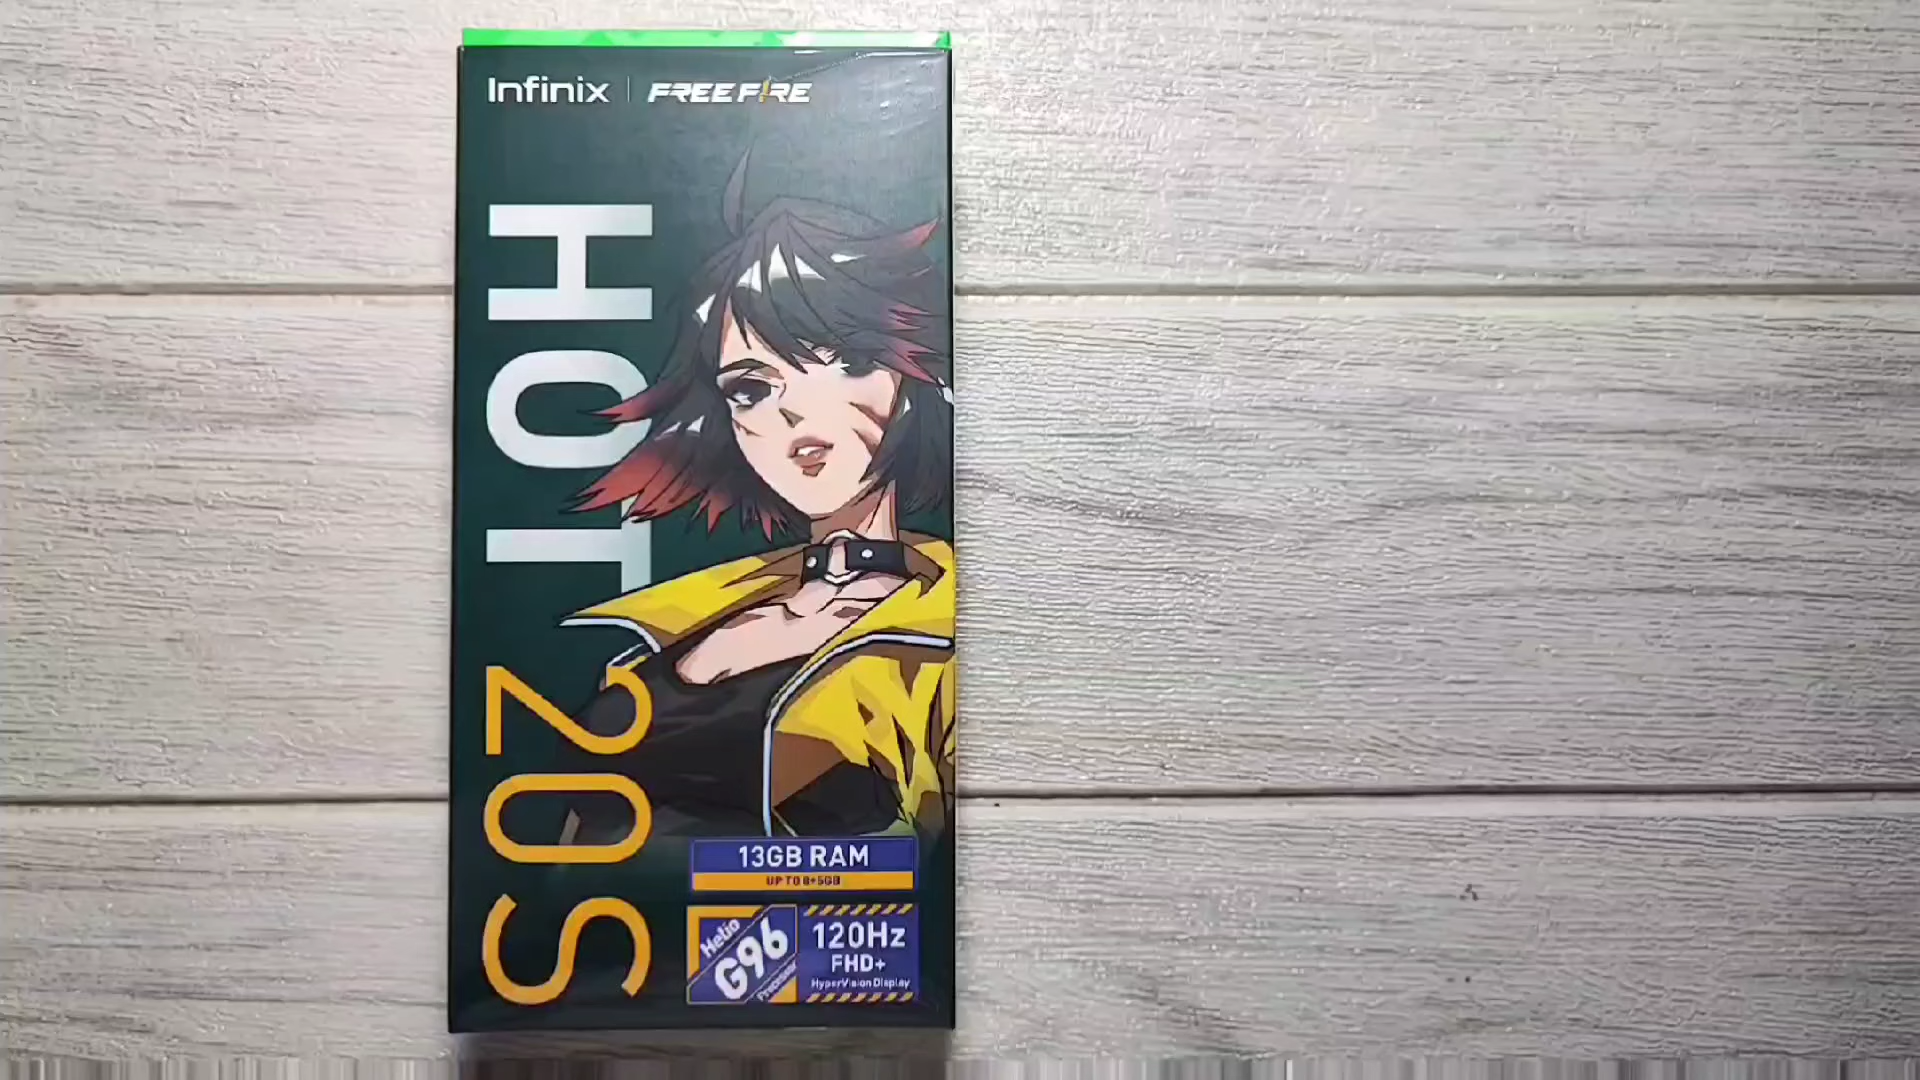 Infinix | FREE FIRE
HOT 20S
13GB RAM
UP TO 8+5GB
Helio
G96
Processor
120Hz
FHD+
HyperVision Display